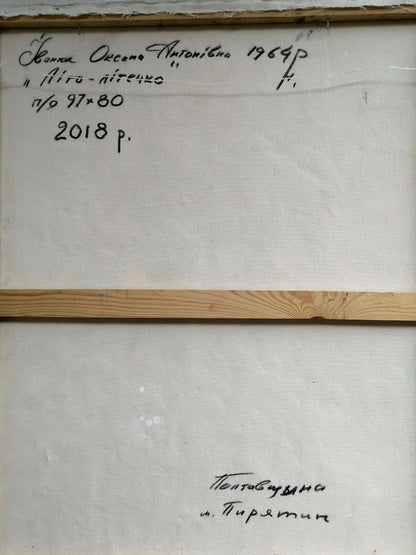 Іванюк Оксана Антонівна 1964р
„ Літо-літечко " р.
п/о 97×80
2018 р.
Полтавщина
м. Пирятин